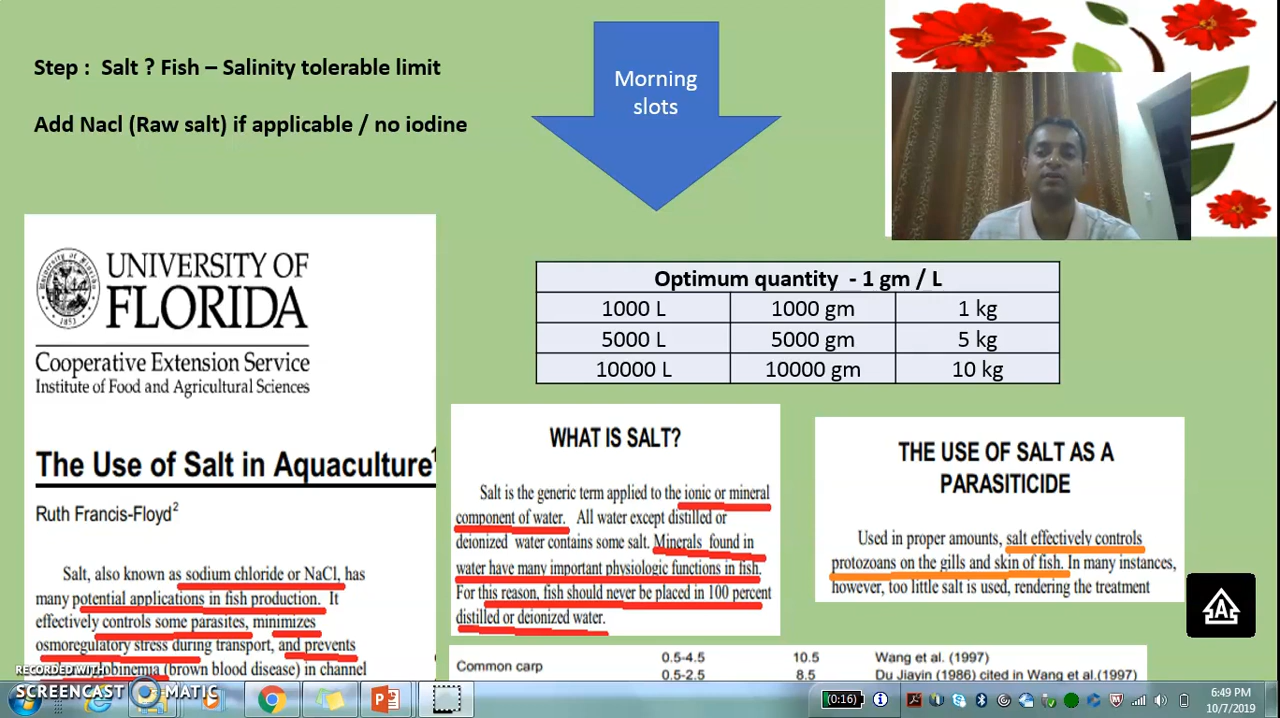 Step :  Salt ? Fish – Salinity tolerable limit
Add Nacl (Raw salt) if applicable / no iodine
Morning
slots
UNIVERSITY OF
FLORIDA
Cooperative Extension Service
Institute of Food and Agricultural Sciences
The Use of Salt in Aquaculture1
Ruth Francis-Floyd2
Salt, also known as sodium chloride or NaCl, has
many potential applications in fish production. It
effectively controls some parasites, minimizes
osmoregulatory stress during transport, and prevents
(brown blood disease) in channel
Optimum quantity  - 1 gm / L
1000 L 1000 gm 1 kg
5000 L 5000 gm 5 kg
10000 L 10000 gm 10 kg
WHAT IS SALT?
Salt is the generic term applied to the ionic or mineral
component of water. All water except distilled or
deionized water contains some salt. Minerals found in
water have many important physiologic functions in fish.
For this reason, fish should never be placed in 100 percent
distilled or deionized water.
THE USE OF SALT AS A
PARASITICIDE
Used in proper amounts, salt effectively controls
protozoans on the gills and skin of fish. In many instances,
however, too little salt is used, rendering the treatment
Common carp 0.5-4.5 10.5 Wang et al. (1997)
0.5-2.5 8.5 Du Jiayin (1986) cited in Wang et al.(1997)
RECORDED WITH
SCREENCAST MATIC
(0:16)
6:49 PM
10/7/2019